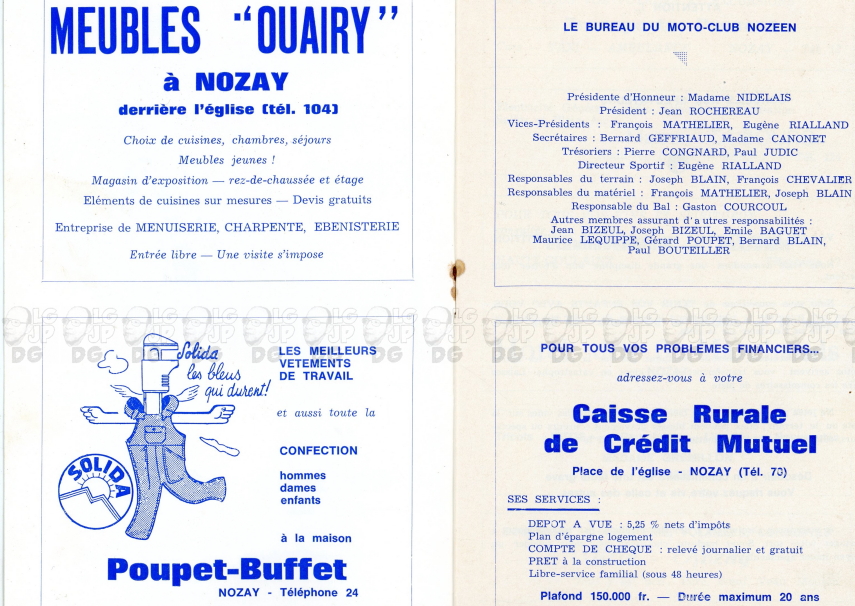 MEUBLES "OUAIRY"
à NOZAY
derrière l'église (tél. 104)
Choix de cuisines, chambres, séjours
Meubles jeunes !
Magasin d'exposition — rez-de-chaussée et étage
Eléments de cuisines sur mesures — Devis gratuits
Entreprise de MENUISERIE, CHARPENTE, EBENISTERIE
Entrée libre — Une visite s'impose
Solida
les bleus
qui durent!
SOLIDA
LES MEILLEURS
VETEMENTS
DE TRAVAIL
et aussi toute la
CONFECTION
hommes
dames
enfants
à la maison
Poupet-Buffet
NOZAY - Téléphone 24
LE BUREAU DU MOTO-CLUB NOZEEN
Présidente d'Honneur : Madame NIDELAIS
Président : Jean ROCHEREAU
Vices-Présidents : François MATHELIER, Eugène RIALLAND
Secrétaires : Bernard GEFFRIAUD, Madame CANONET
Trésoriers : Pierre CONGNARD, Paul JUDIC
Directeur Sportif : Eugène RIALLAND
Responsables du terrain : Joseph BLAIN, François CHEVALIER
Responsables du matériel : François MATHELIER, Joseph BLAIN
Responsable du Bal : Gaston COURCOUL
Autres membres assurant d'autres responsabilités :
Jean BIZEUL, Joseph BIZEUL, Emile BAGUET
Maurice LEQUIPPE, Gérard POUPET, Bernard BLAIN,
Paul BOUTEILLER
POUR TOUS VOS PROBLEMES FINANCIERS...
adressez-vous à votre
Caisse Rurale
de Crédit Mutuel
Place de l'église - NOZAY (Tél. 73)
SES SERVICES :
DEPOT A VUE : 5,25 % nets d'impôts
Plan d'épargne logement
COMPTE DE CHEQUE : relevé journalier et gratuit
PRET à la construction
Libre-service familial (sous 48 heures)
Plafond 150.000 fr. — Durée maximum 20 ans